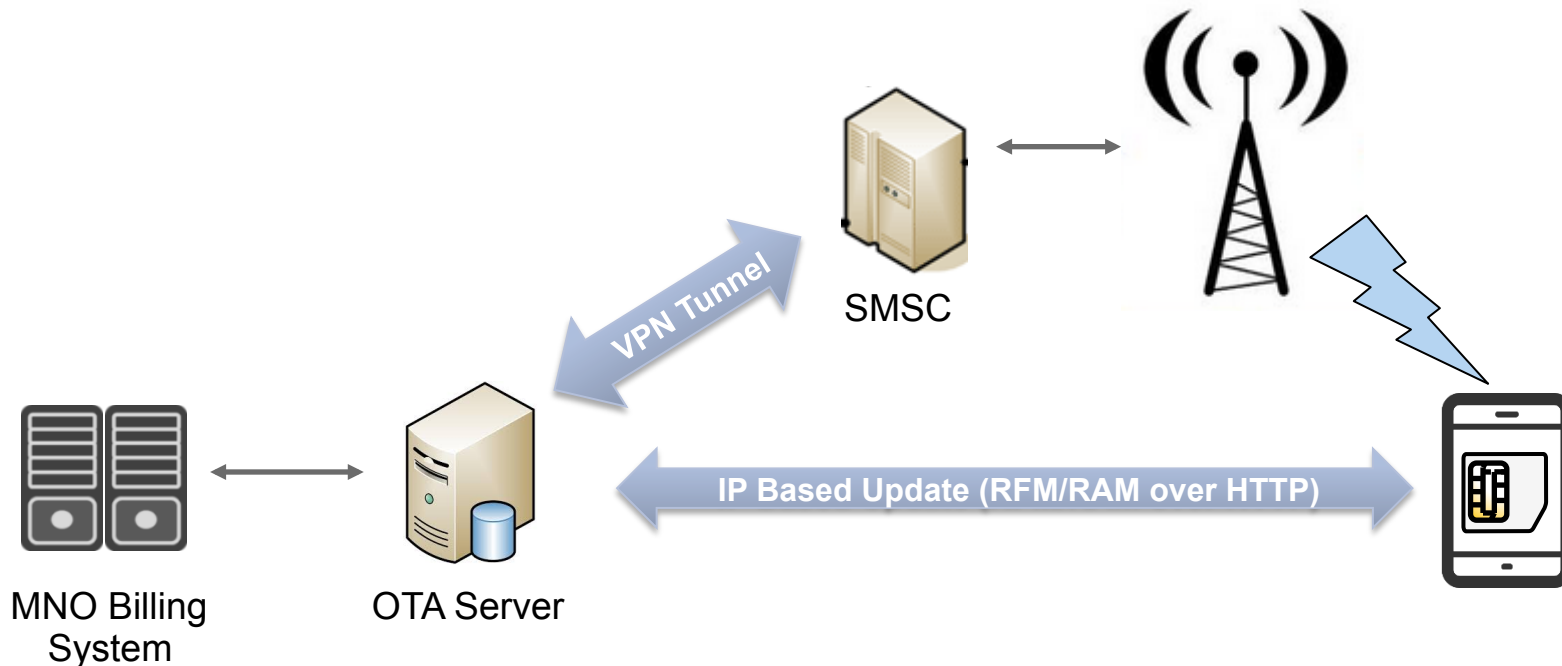 SMSC
VPN Tunnel
IP Based Update (RFM/RAM over HTTP)
MNO Billing
System
OTA Server